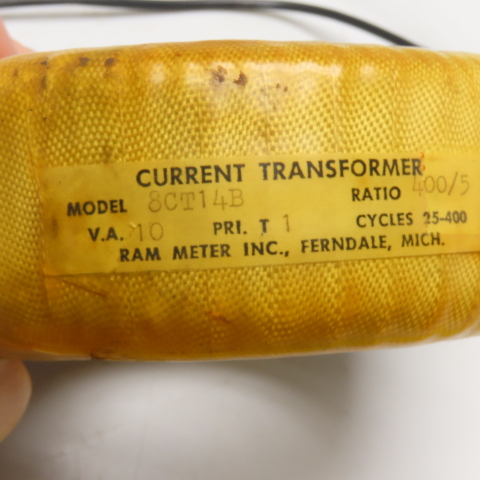 CURRENT TRANSFORMER
MODEL 8CT14B RATIO 400/5
V.A. 10 PRI. T 1 CYCLES 25-400
RAM METER INC., FERNDALE, MICH.